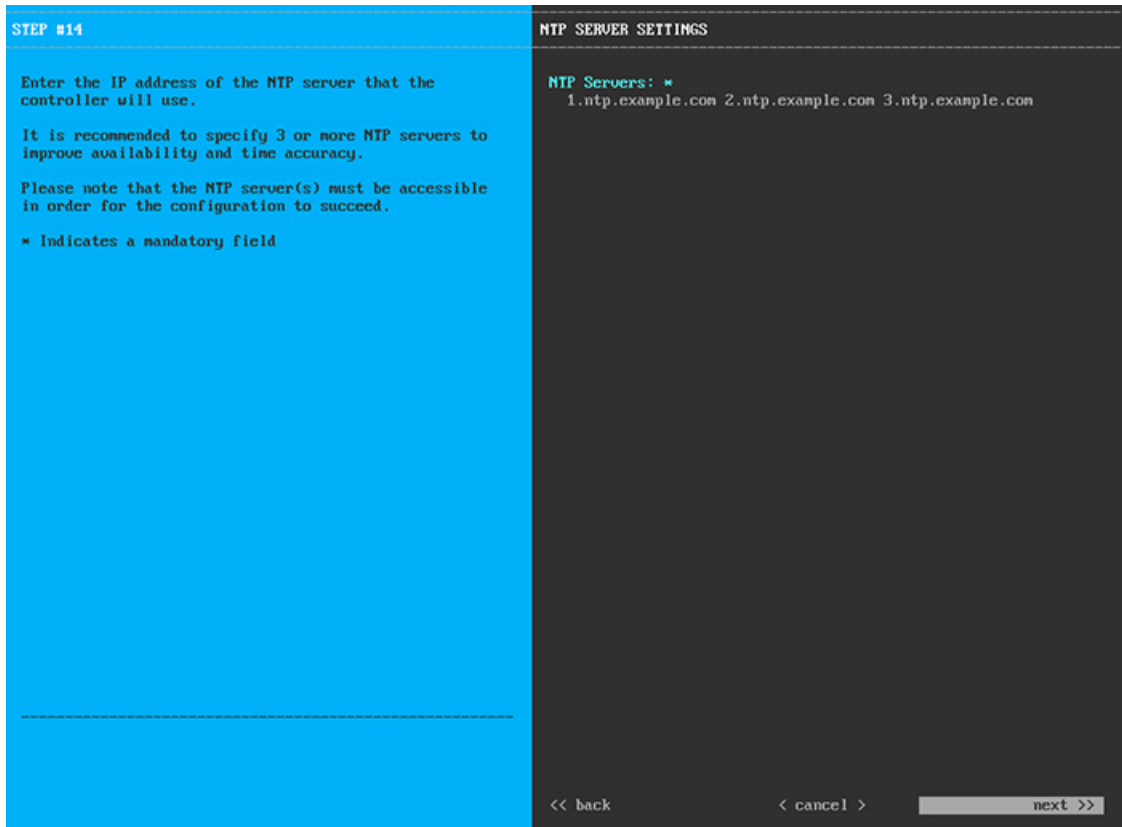 STEP #14
Enter the IP address of the NTP server that the
controller will use.
It is recommended to specify 3 or more NTP servers to
improve availability and time accuracy.
Please note that the NTP server(s) must be accessible
in order for the configuration to succeed.
* Indicates a mandatory field
NTP SERVER SETTINGS
NTP Servers: *
1.ntp.example.com 2.ntp.example.com 3.ntp.example.com
<< back < cancel > next >>